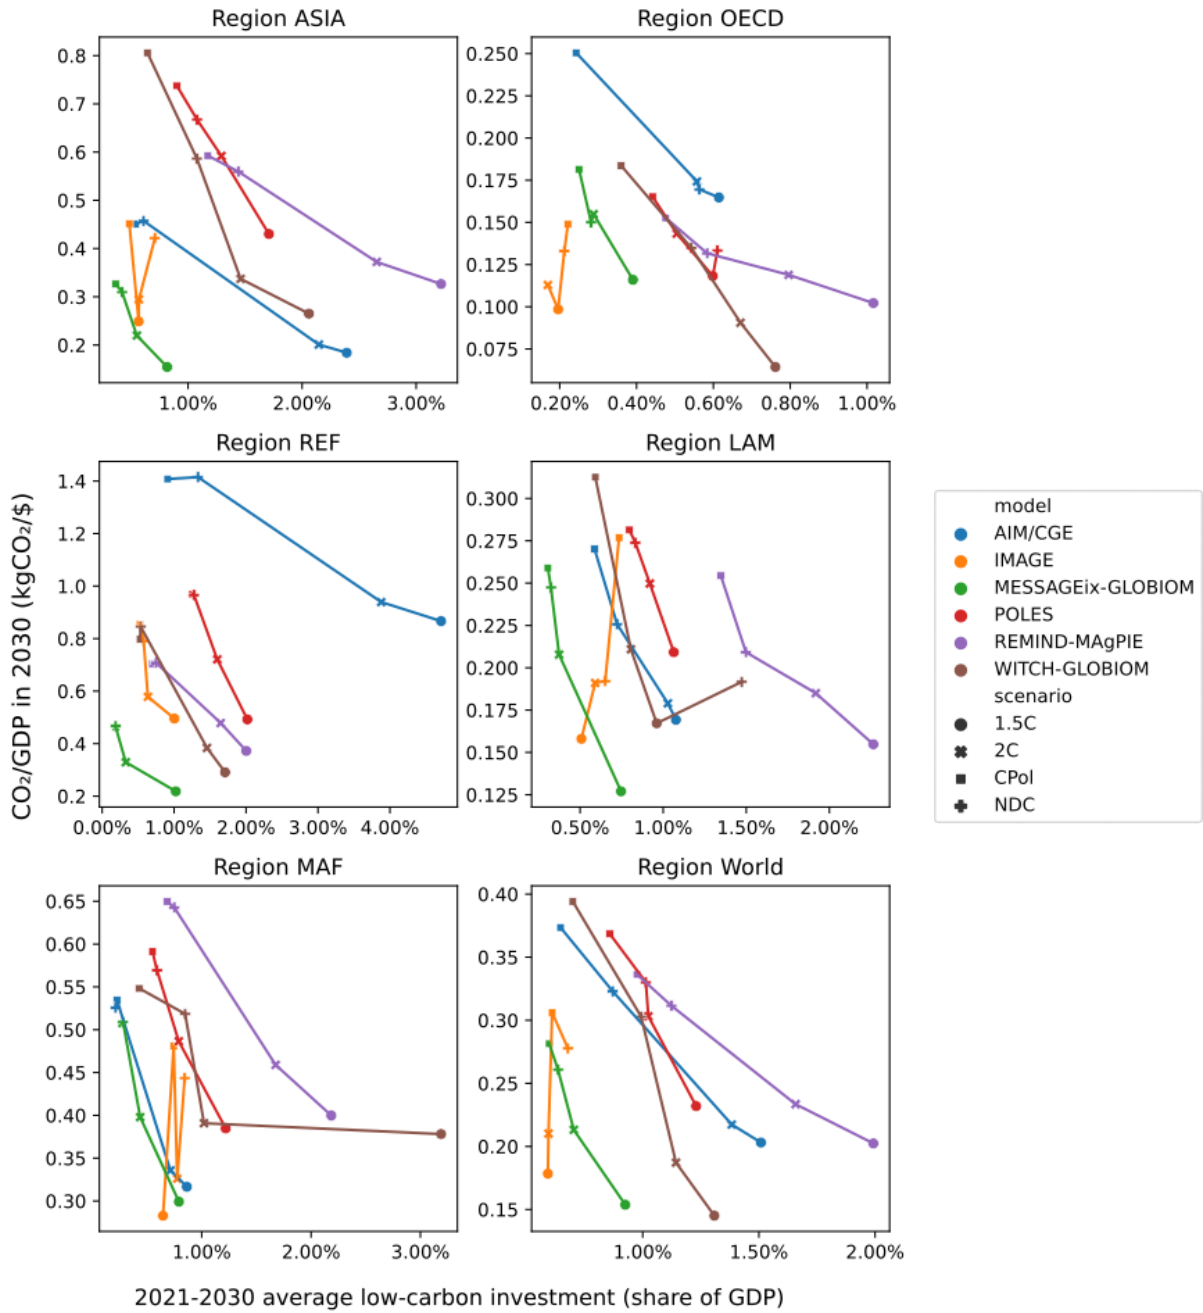 Region ASIA
0.8
0.7
0.6
0.5
0.4
0.3
0.2
1.00% 2.00% 3.00%
Region OECD
0.250
0.225
0.200
0.175
0.150
0.125
0.100
0.075
0.20% 0.40% 0.60% 0.80% 1.00%
CO₂/GDP in 2030 (kgCO₂/$)
Region REF
1.4
1.2
1.0
0.8
0.6
0.4
0.2
0.00% 1.00% 2.00% 3.00% 4.00%
Region LAM
0.300
0.275
0.250
0.225
0.200
0.175
0.150
0.125
0.50% 1.00% 1.50% 2.00%
model
AIM/CGE
IMAGE
MESSAGEix-GLOBIOM
POLES
REMIND-MAgPIE
WITCH-GLOBIOM
scenario
1.5C
2C
CPol
NDC
Region MAF
0.65
0.60
0.55
0.50
0.45
0.40
0.35
0.30
1.00% 2.00% 3.00%
Region World
0.40
0.35
0.30
0.25
0.20
0.15
1.00% 1.50% 2.00%
2021-2030 average low-carbon investment (share of GDP)